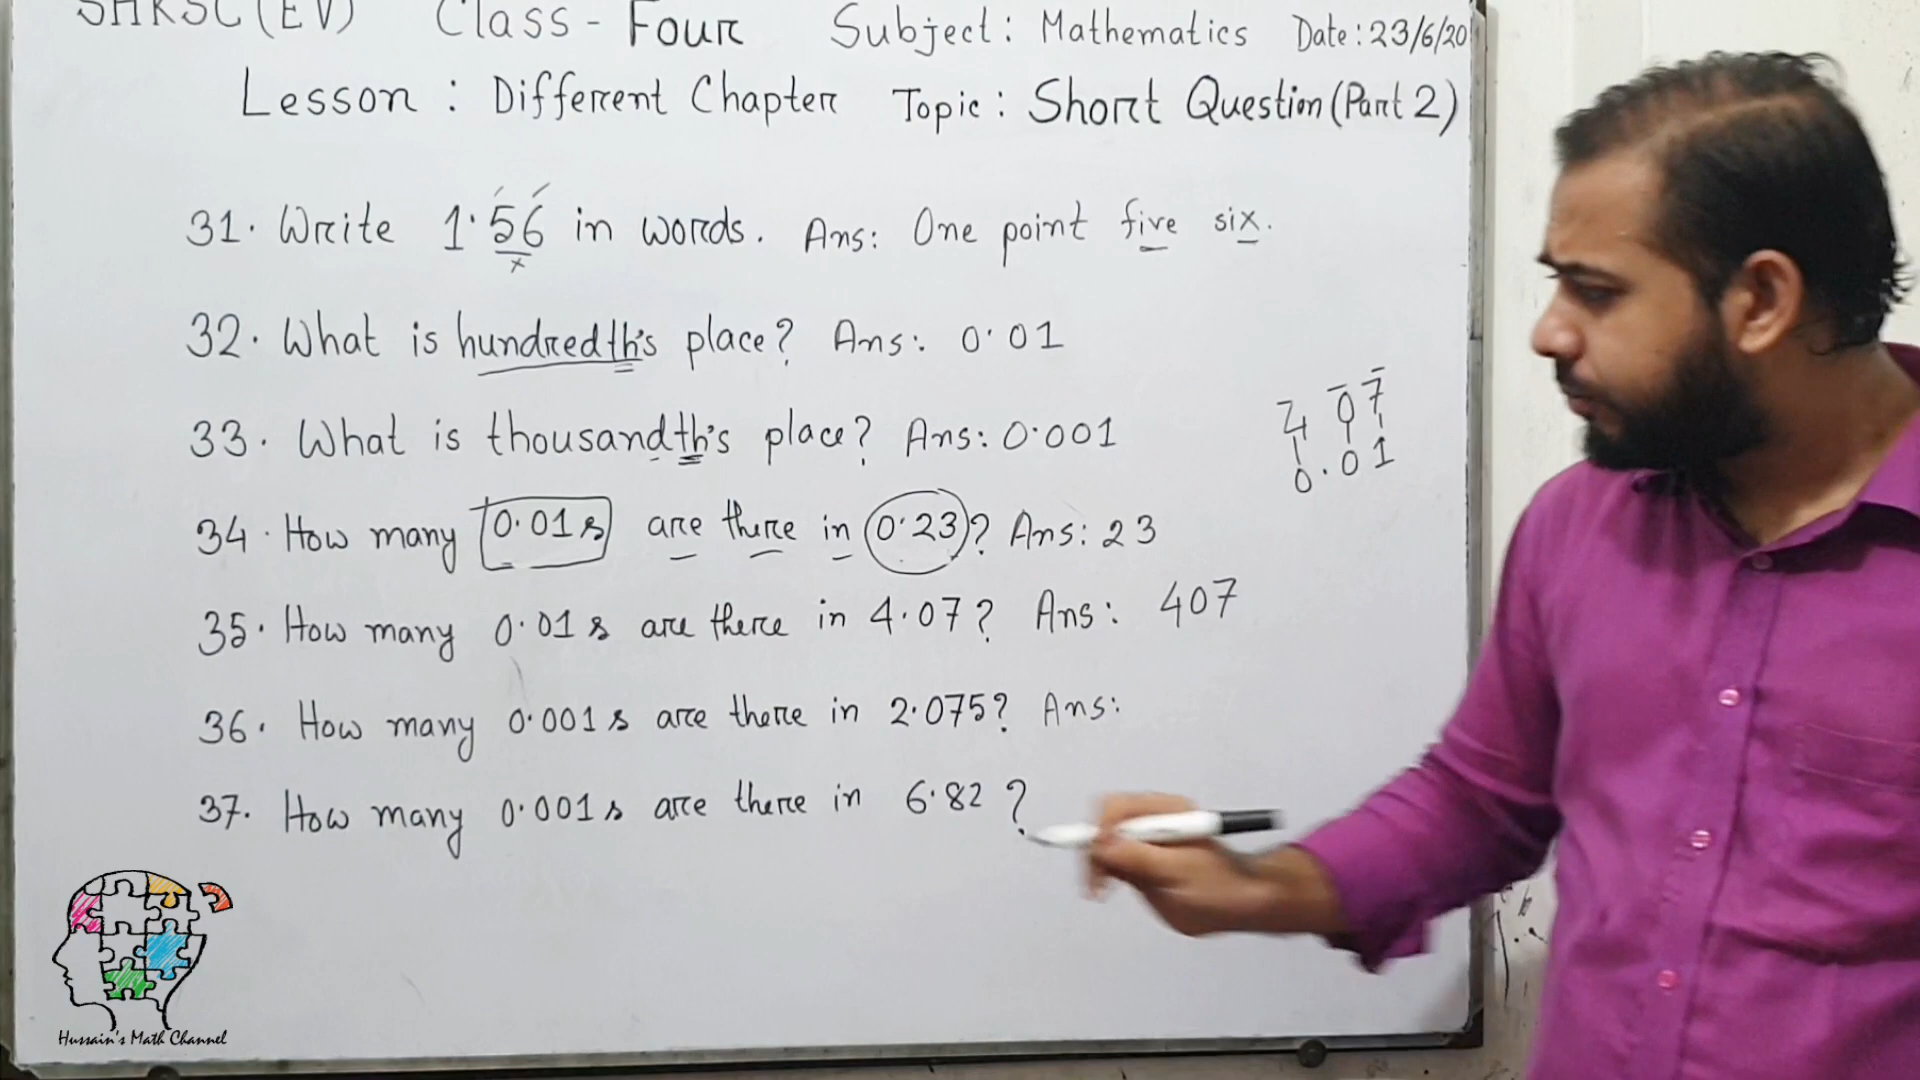 SHKSC (EV) Class - Four Subject: Mathematics Date: 23/6/20
Lesson : Different Chapter Topic: Short Question (Part 2)
31. Write 1.56 in words. Ans: One point five six.
x
32. What is hundredth's place? Ans: 0.01
33. What is thousandth's place? Ans: 0.001
4 07
0.01
34. How many 0.01s are there in 0.23? Ans: 23
35. How many 0.01s are there in 4.07? Ans: 407
36. How many 0.001s are there in 2.075? Ans:
37. How many 0.001s are there in 6.82?
Hussain's Math Channel